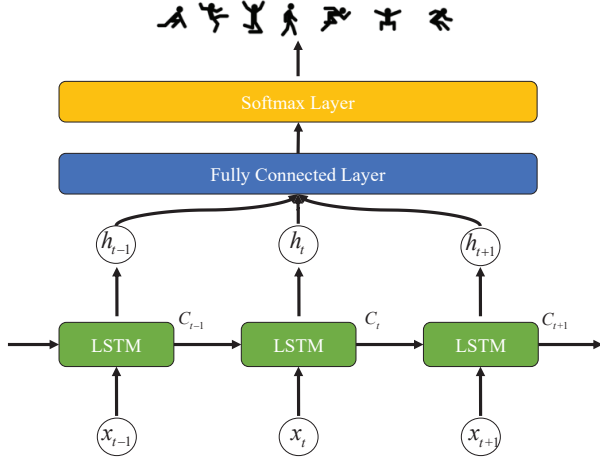 Softmax Layer
Fully Connected Layer
h_{t-1} h_t h_{t+1}
C_{t-1} C_t C_{t+1}
LSTM LSTM LSTM
x_{t-1} x_t x_{t+1}